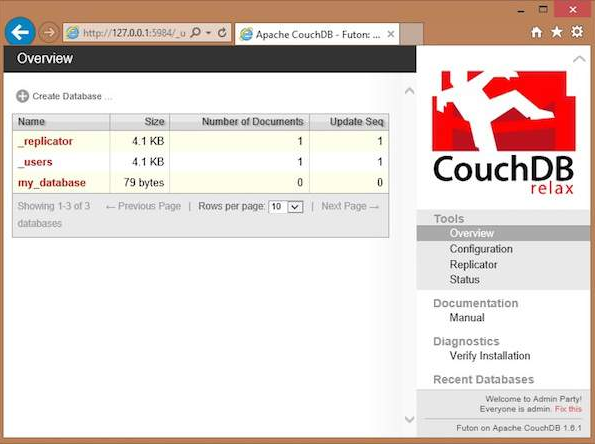 http://127.0.0.1:5984/_u
Apache CouchDB - Futon: ...
Overview
Create Database ...
Name Size Number of Documents Update Seq
_replicator 4.1 KB 1 1
_users 4.1 KB 1 1
my_database 79 bytes 0 0
Showing 1-3 of 3 databases ← Previous Page | Rows per page: 10 | Next Page →
CouchDB
relax
Tools
Overview
Configuration
Replicator
Status
Documentation
Manual
Diagnostics
Verify Installation
Recent Databases
Welcome to Admin Party!
Everyone is admin. Fix this
Futon on Apache CouchDB 1.6.1